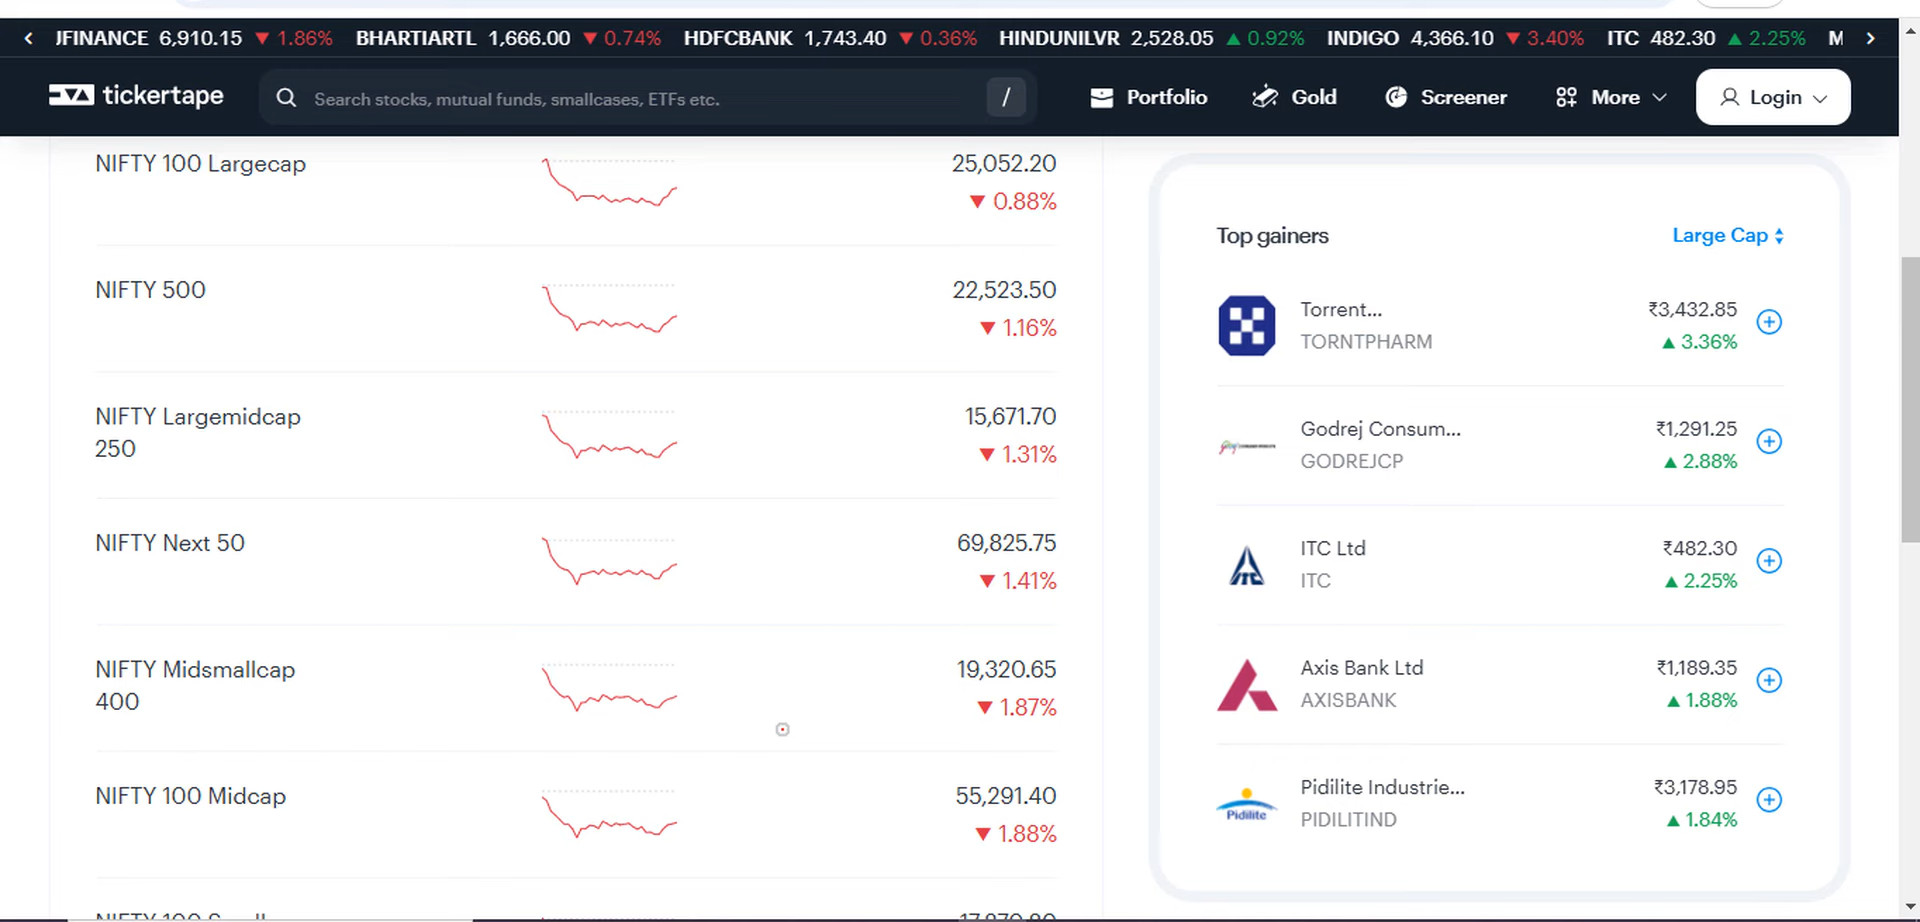 JFINANCE 6,910.15 ▼ 1.86% BHARTIARTL 1,666.00 ▼ 0.74% HDFCBANK 1,743.40 ▼ 0.36% HINDUNILVR 2,528.05 ▲ 0.92% INDIGO 4,366.10 ▼ 3.40% ITC 482.30 ▲ 2.25% M
tickertape Search stocks, mutual funds, smallcases, ETFs etc. / Portfolio Gold Screener More Login
NIFTY 100 Largecap 25,052.20
▼ 0.88%
NIFTY 500 22,523.50
▼ 1.16%
NIFTY Largemidcap 15,671.70
250 ▼ 1.31%
NIFTY Next 50 69,825.75
▼ 1.41%
NIFTY Midsmallcap 19,320.65
400 ▼ 1.87%
NIFTY 100 Midcap 55,291.40
▼ 1.88%
Top gainers Large Cap
Torrent... ₹3,432.85
TORNTPHARM ▲ 3.36%
Godrej Consum... ₹1,291.25
GODREJCP ▲ 2.88%
ITC Ltd ₹482.30
ITC ▲ 2.25%
Axis Bank Ltd ₹1,189.35
AXISBANK ▲ 1.88%
Pidilite Industrie... ₹3,178.95
Pidilite PIDILITIND ▲ 1.84%